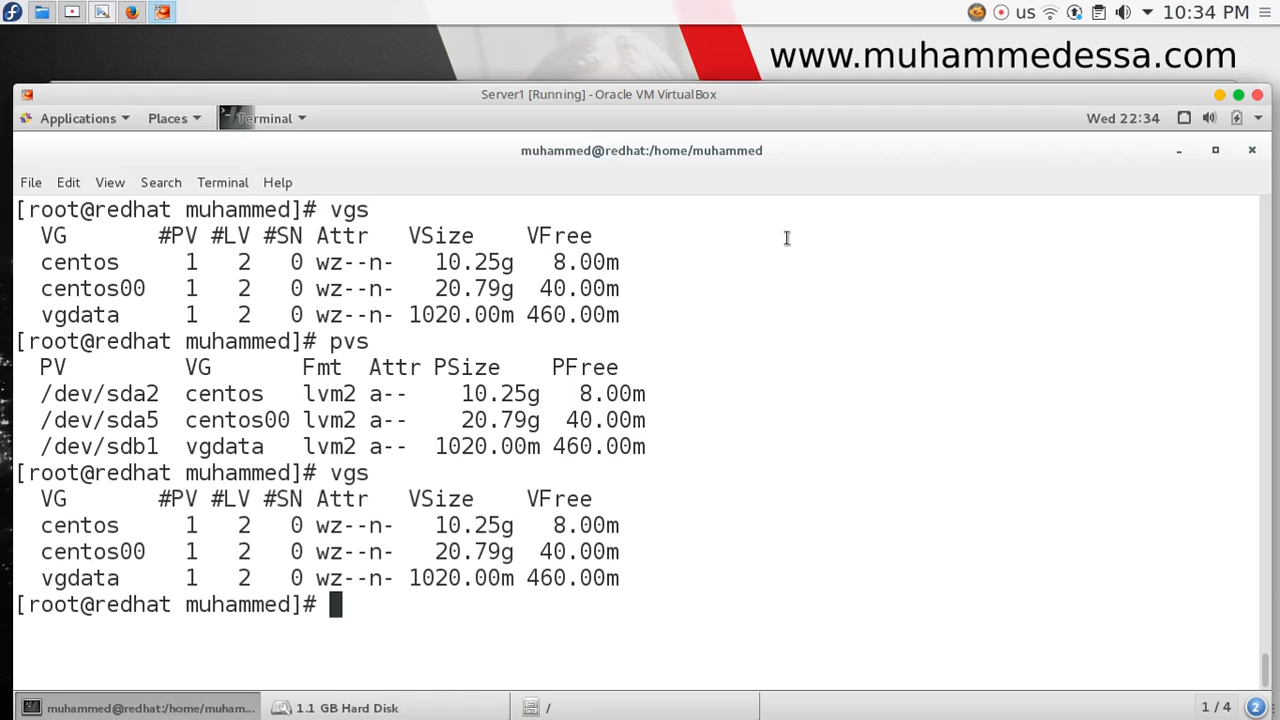 us 10:34 PM
www.muhammedessa.com
Server1 [Running] - Oracle VM VirtualBox
Applications Places Terminal Wed 22:34
muhammed@redhat:/home/muhammed
File Edit View Search Terminal Help
[root@redhat muhammed]# vgs
VG #PV #LV #SN Attr VSize VFree
centos 1 2 0 wz--n- 10.25g 8.00m
centos00 1 2 0 wz--n- 20.79g 40.00m
vgdata 1 2 0 wz--n- 1020.00m 460.00m
[root@redhat muhammed]# pvs
PV VG Fmt Attr PSize PFree
/dev/sda2 centos lvm2 a-- 10.25g 8.00m
/dev/sda5 centos00 lvm2 a-- 20.79g 40.00m
/dev/sdb1 vgdata lvm2 a-- 1020.00m 460.00m
[root@redhat muhammed]# vgs
VG #PV #LV #SN Attr VSize VFree
centos 1 2 0 wz--n- 10.25g 8.00m
centos00 1 2 0 wz--n- 20.79g 40.00m
vgdata 1 2 0 wz--n- 1020.00m 460.00m
[root@redhat muhammed]#
muhammed@redhat:/home/muham... 1.1 GB Hard Disk / 1 / 4 2